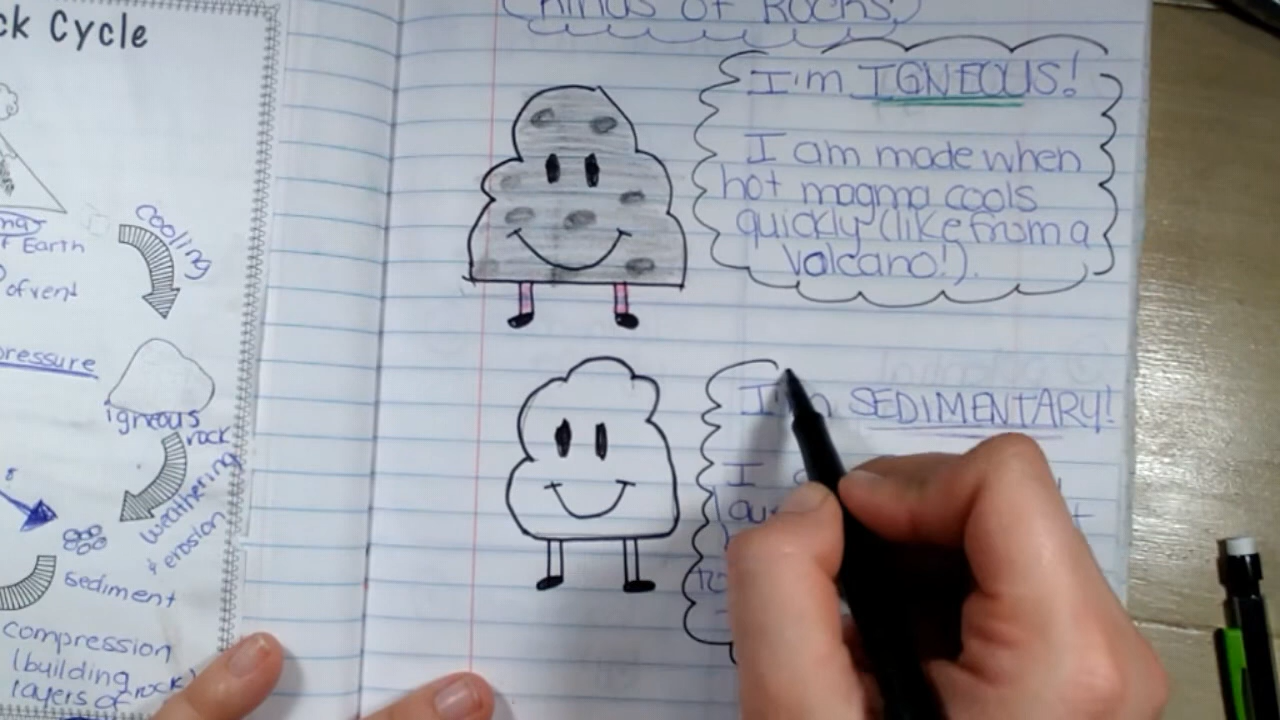 ck Cycle
cooling
f Earth
of vent
pressure
igneous
rock
weathering
& erosion
sediment
compression
(building
layers of rock)
KINDS OF ROCKS
I'm IGNEOUS!
I am made when
hot magma cools
quickly (like from a
volcano!).
I'm SEDIMENTARY!
I